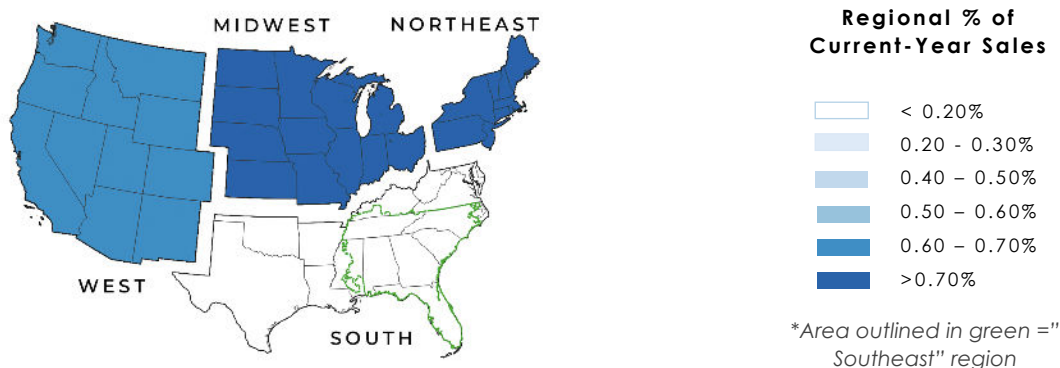 MIDWEST
NORTHEAST
WEST
SOUTH
Regional % of
Current-Year Sales
< 0.20%
0.20 - 0.30%
0.40 – 0.50%
0.50 – 0.60%
0.60 – 0.70%
>0.70%
*Area outlined in green =”
Southeast” region